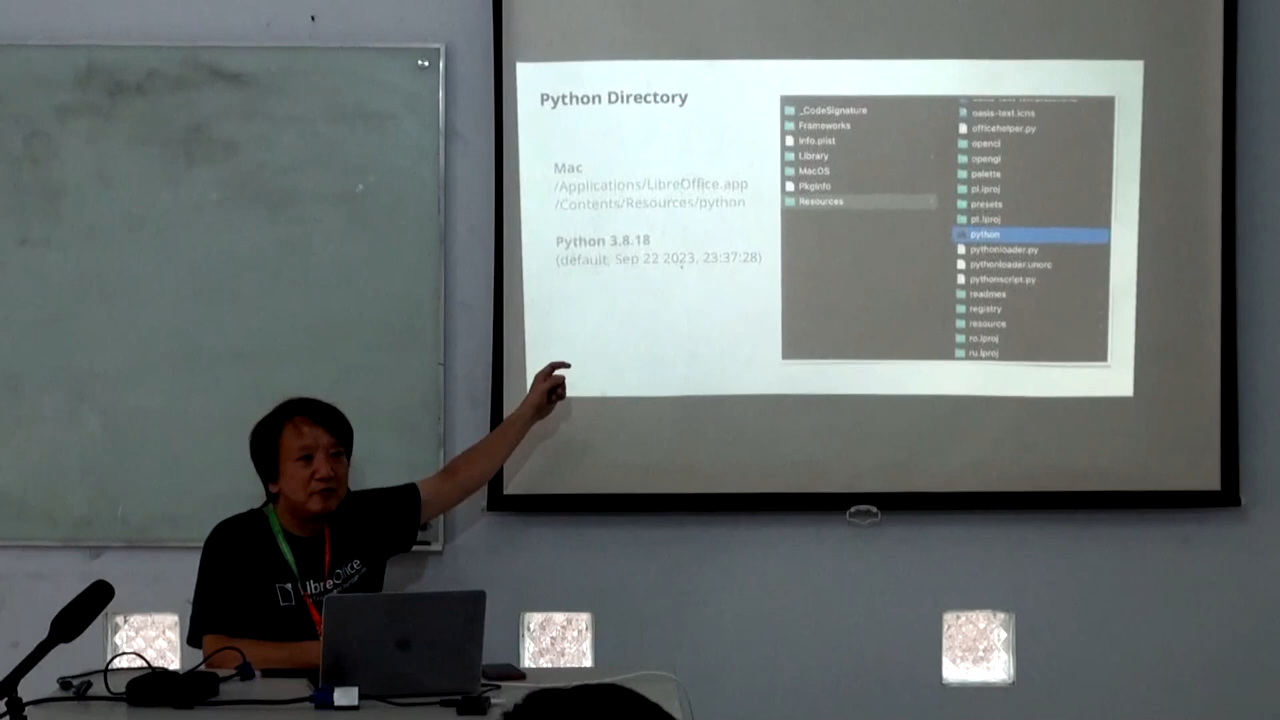 Python Directory
Mac
/Applications/LibreOffice.app
/Contents/Resources/python
Python 3.8.18
(default, Sep 22 2023, 23:37:28)
_CodeSignature
Frameworks
Info.plist
Library
MacOS
PkgInfo
Resources
oasis-text.icns
officehelper.py
opencl
opengl
palette
pl.lproj
presets
pt.lproj
python
pythonloader.py
pythonloader.unorc
pythonscript.py
readmes
registry
resource
ro.lproj
ru.lproj
LibreOffice